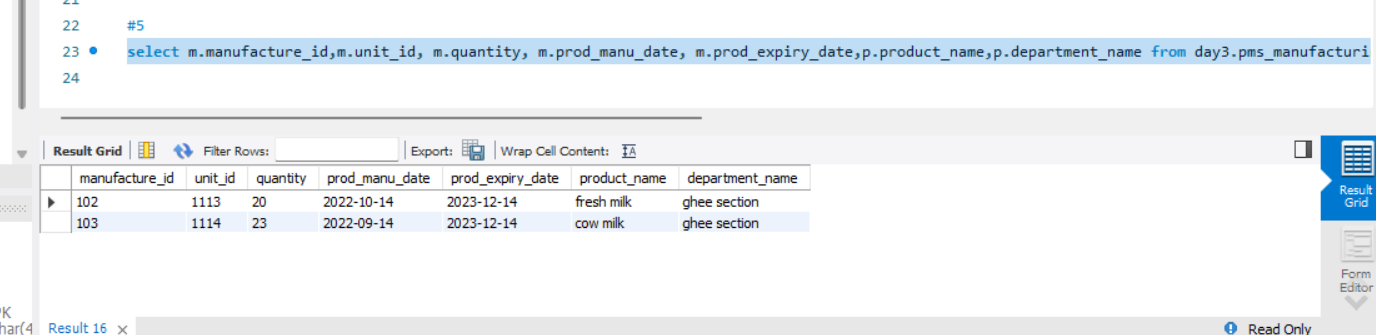 21
22 #5
23 select m.manufacture_id,m.unit_id, m.quantity, m.prod_manu_date, m.prod_expiry_date,p.product_name,p.department_name from day3.pms_manufacturi
24
Result Grid Filter Rows: Export: Wrap Cell Content: IA
manufacture_id unit_id quantity prod_manu_date prod_expiry_date product_name department_name
102 1113 20 2022-10-14 2023-12-14 fresh milk ghee section
103 1114 23 2022-09-14 2023-12-14 cow milk ghee section
Result
Grid
Form
Editor
PK
har(4
Result 16 ×
Read Only